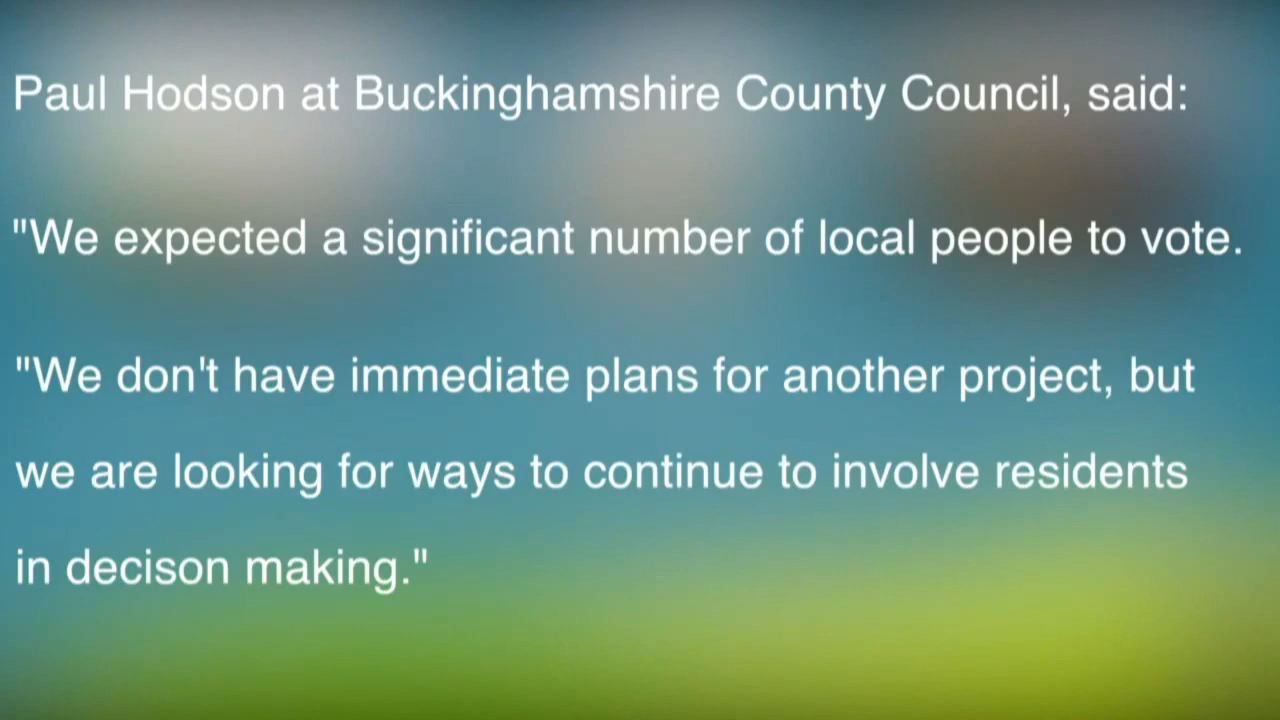 Paul Hodson at Buckinghamshire County Council, said:
"We expected a significant number of local people to vote.
"We don't have immediate plans for another project, but
we are looking for ways to continue to involve residents
in decison making."